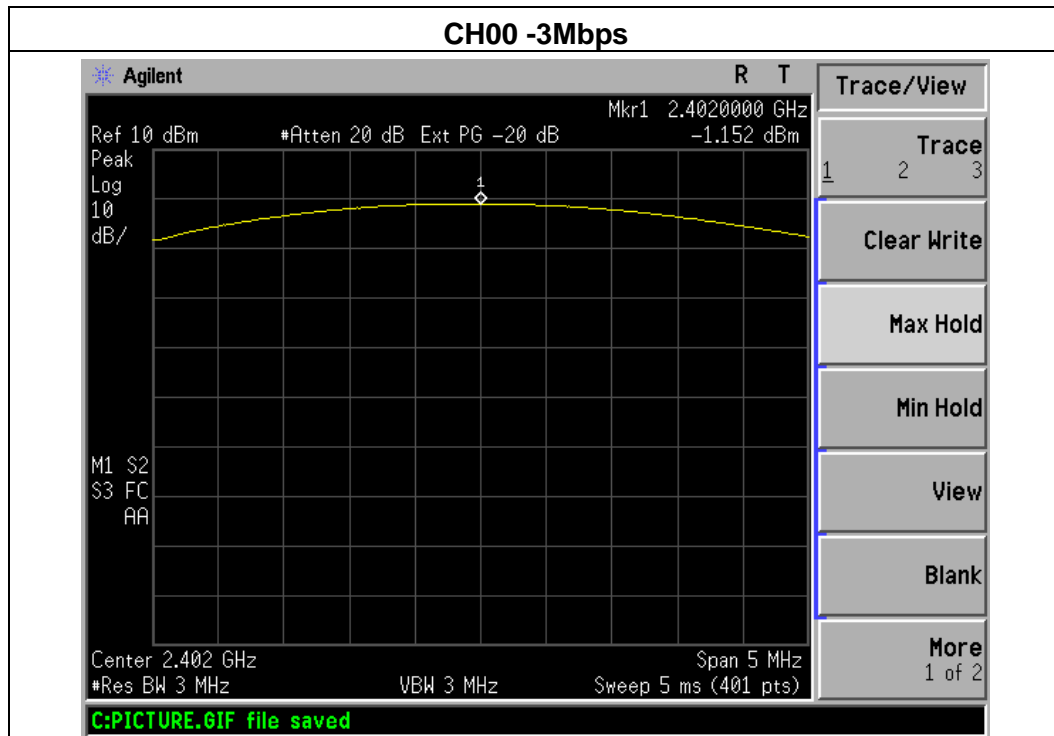 CH00 -3Mbps
Agilent R T
Mkr1 2.4020000 GHz
Ref 10 dBm #Atten 20 dB Ext PG -20 dB -1.152 dBm
Peak
Log
10
dB/
1
M1 S2
S3 FC
AA
Center 2.402 GHz Span 5 MHz
#Res BW 3 MHz VBW 3 MHz Sweep 5 ms (401 pts)
C:PICTURE.GIF file saved
Trace/View
Trace
1 2 3
Clear Write
Max Hold
Min Hold
View
Blank
More
1 of 2